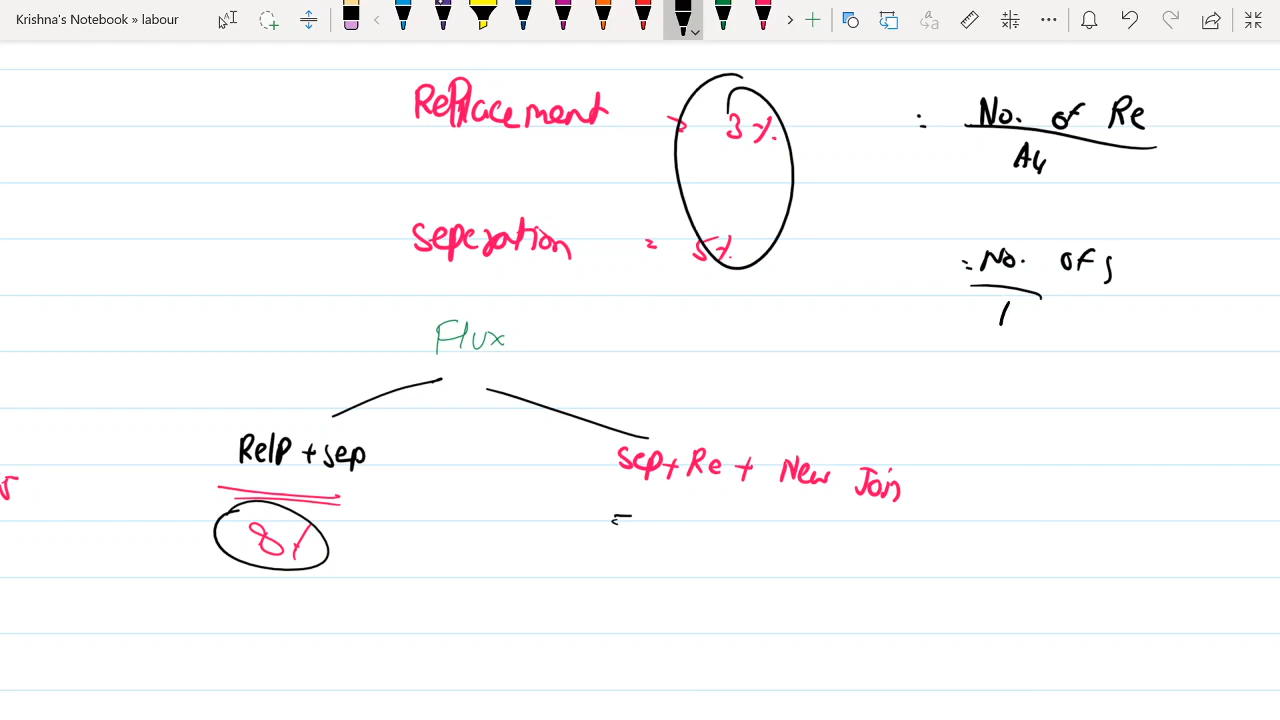 Krishna's Notebook » labour
Replacement > 3 %. : No. of Re
Av
Seperation = 5%. = No. of s
Flux
Relp + sep
Sep + Re + New Join
8%
=